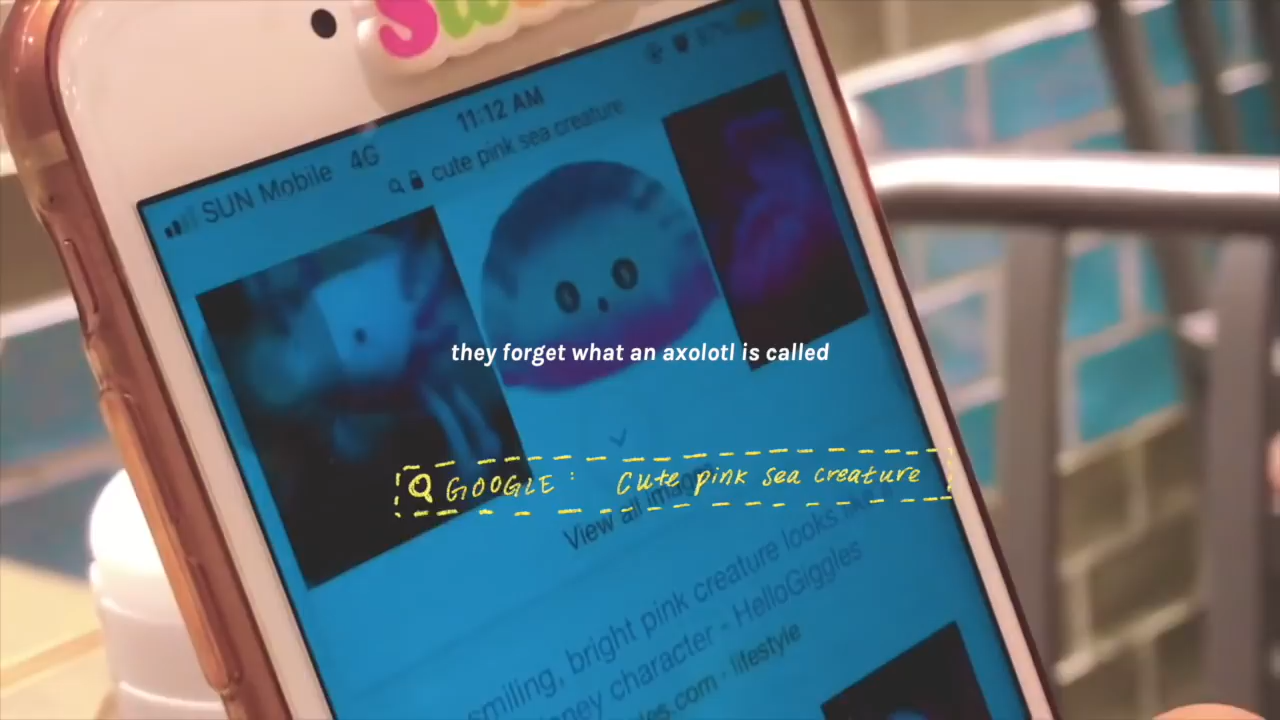 11:12 AM
SUN Mobile 4G
cute pink sea creature
they forget what an axolotl is called
GOOGLE: Cute pink sea creature
View all
smiling, bright pink creature looks
character - HelloGiggles
.com · lifestyle